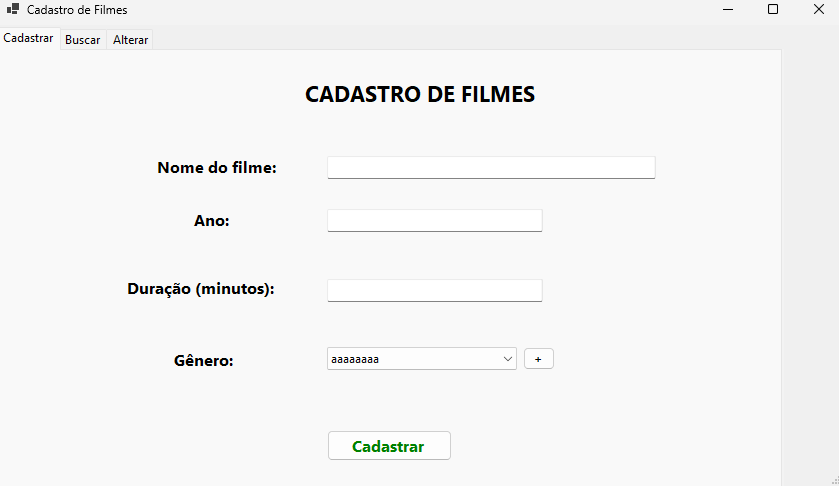 Cadastro de Filmes
Cadastrar Buscar Alterar
CADASTRO DE FILMES
Nome do filme:
Ano:
Duração (minutos):
Gênero: aaaaaaaa +
Cadastrar